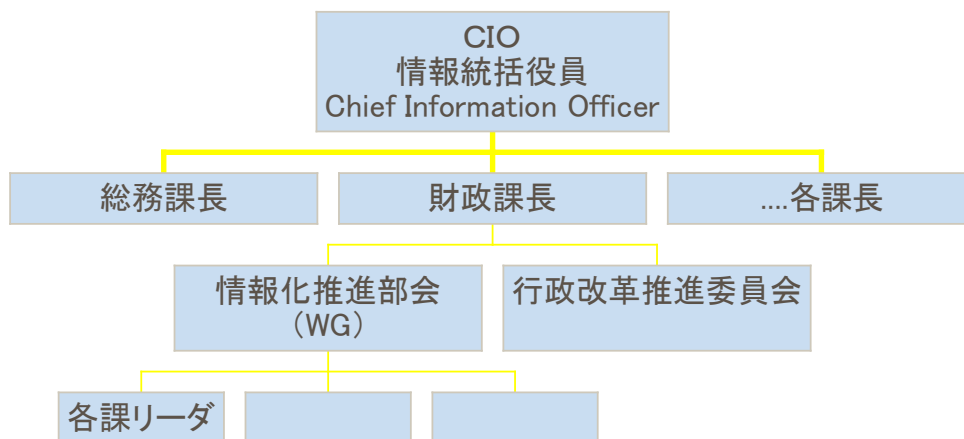 CIO
情報統括役員
Chief Information Officer
総務課長
財政課長
....各課長
情報化推進部会
（WG）
行政改革推進委員会
各課リーダ